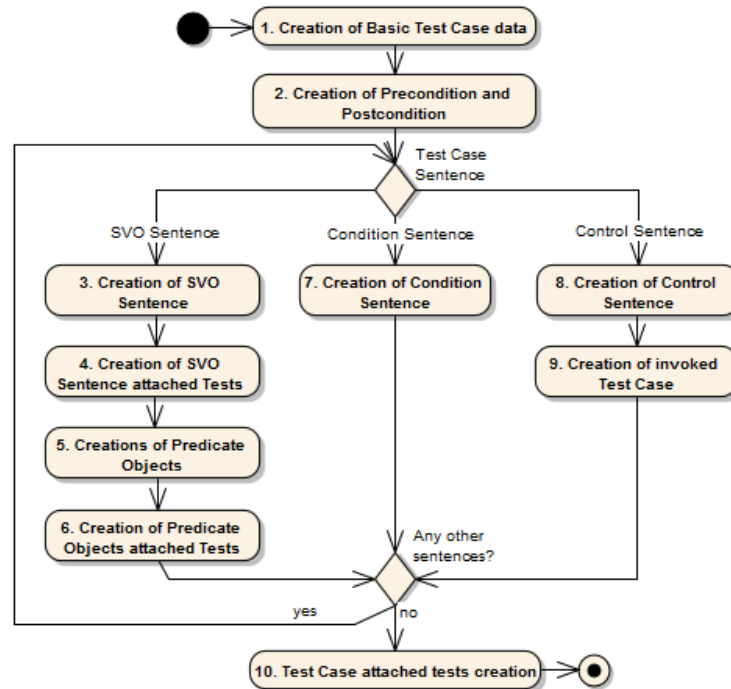 1. Creation of Basic Test Case data
2. Creation of Precondition and
Postcondition
Test Case
Sentence
SVO Sentence
Condition Sentence
Control Sentence
3. Creation of SVO
Sentence
7. Creation of Condition
Sentence
8. Creation of Control
Sentence
4. Creation of SVO
Sentence attached Tests
9. Creation of invoked
Test Case
5. Creations of Predicate
Objects
6. Creation of Predicate
Objects attached Tests
Any other
sentences?
yes
no
10. Test Case attached tests creation